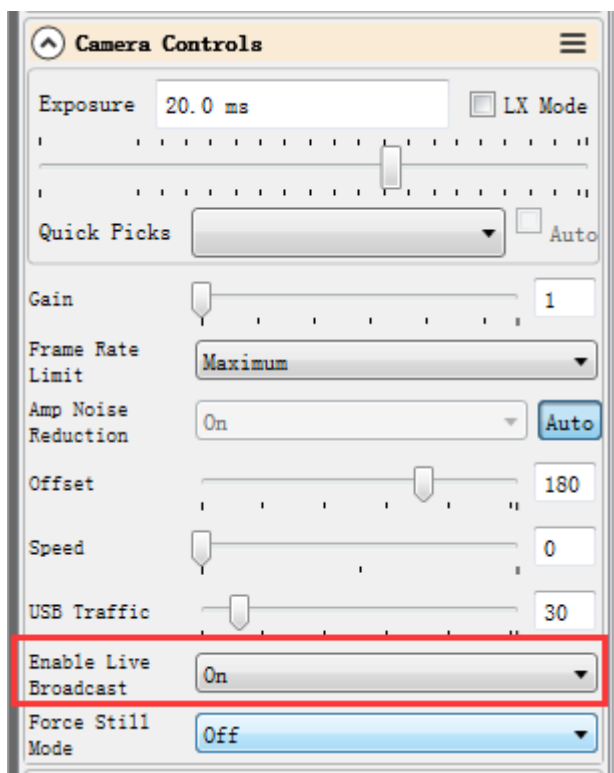 Camera Controls
Exposure 20.0 ms LX Mode
Quick Picks Auto
Gain 1
Frame Rate
Limit
Maximum
Amp Noise
Reduction
On Auto
Offset 180
Speed 0
USB Traffic 30
Enable Live
Broadcast
On
Force Still
Mode
Off